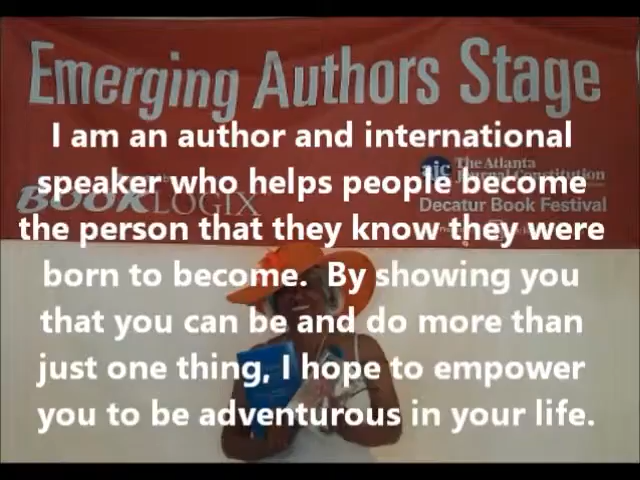 Emerging Authors Stage
I am an author and international
speaker who helps people become
the person that they know they were
born to become. By showing you
that you can be and do more than
just one thing, I hope to empower
you to be adventurous in your life.
BOOKLOGIX
ajc The Atlanta
Journal Constitution
Decatur Book Festival